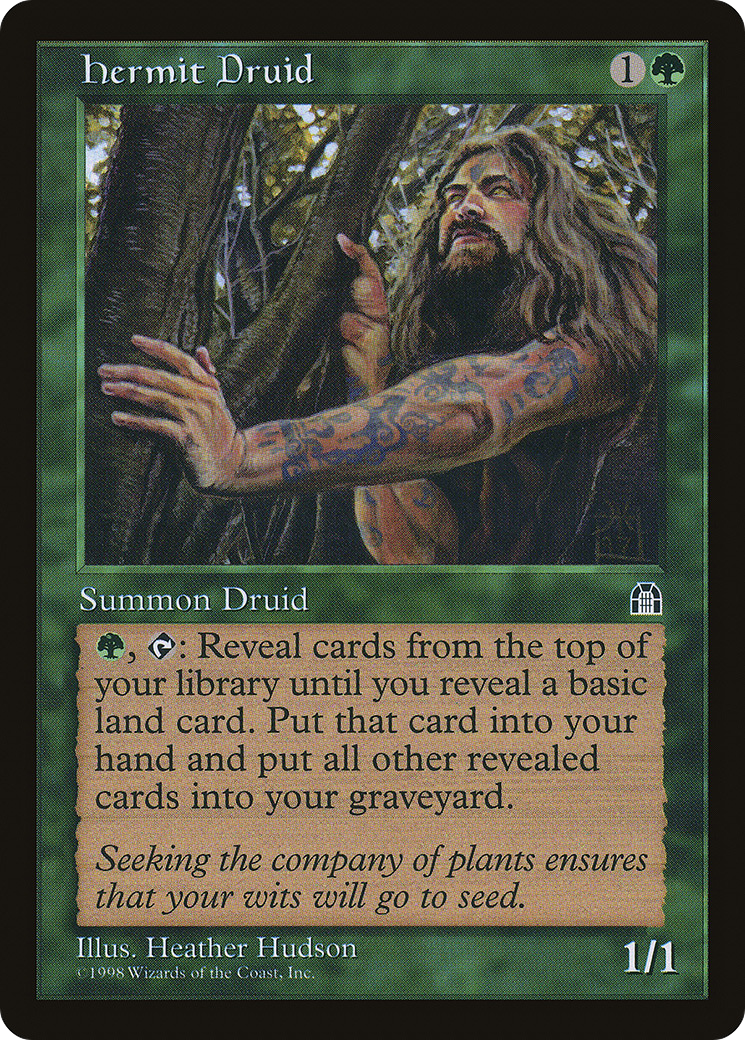 Hermit Druid
1
Summon Druid
, : Reveal cards from the top of
your library until you reveal a basic
land card. Put that card into your
hand and put all other revealed
cards into your graveyard.
Seeking the company of plants ensures
that your wits will go to seed.
Illus. Heather Hudson
©1998 Wizards of the Coast, Inc.
1/1